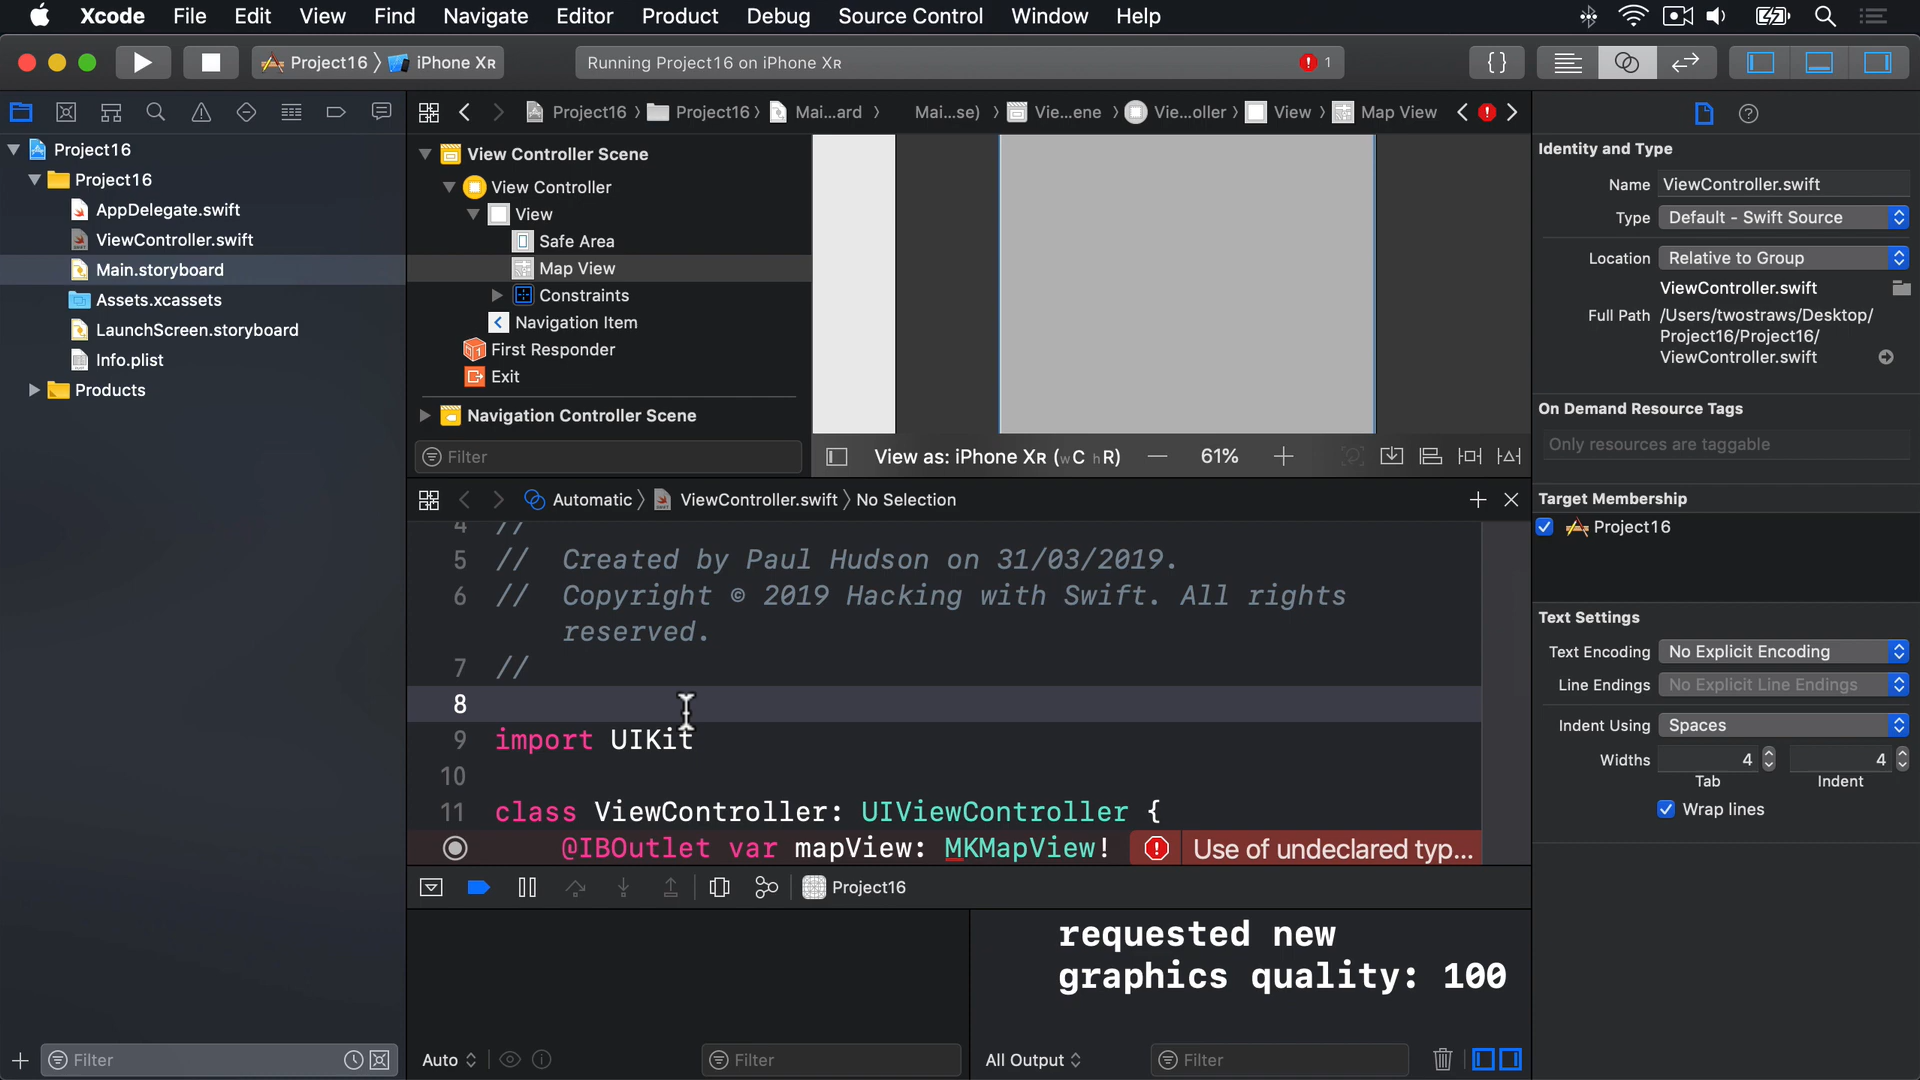 Xcode File Edit View Find Navigate Editor Product Debug Source Control Window Help
Project16 iPhone XR
Running Project16 on iPhone XR
1
Project16 Project16 Mai...ard Mai...se) Vie...ene Vie...oller View Map View
Project16
Project16
AppDelegate.swift
ViewController.swift
Main.storyboard
Assets.xcassets
LaunchScreen.storyboard
Info.plist
Products
View Controller Scene
View Controller
View
Safe Area
Map View
Constraints
Navigation Item
First Responder
Exit
Navigation Controller Scene
Filter
View as: iPhone XR (wC hR)
61%
Automatic ViewController.swift No Selection
4 //
5 // Created by Paul Hudson on 31/03/2019.
6 // Copyright © 2019 Hacking with Swift. All rights
reserved.
7 //
8
9 import UIKit
10
11 class ViewController: UIViewController {
@IBOutlet var mapView: MKMapView! Use of undeclared typ...
Project16
requested new
graphics quality: 100
Filter
Auto
Filter
All Output
Filter
Identity and Type
Name ViewController.swift
Type Default - Swift Source
Location Relative to Group
ViewController.swift
Full Path /Users/twostraws/Desktop/
Project16/Project16/
ViewController.swift
On Demand Resource Tags
Only resources are taggable
Target Membership
Project16
Text Settings
Text Encoding No Explicit Encoding
Line Endings No Explicit Line Endings
Indent Using Spaces
Widths 4 4
Tab Indent
Wrap lines